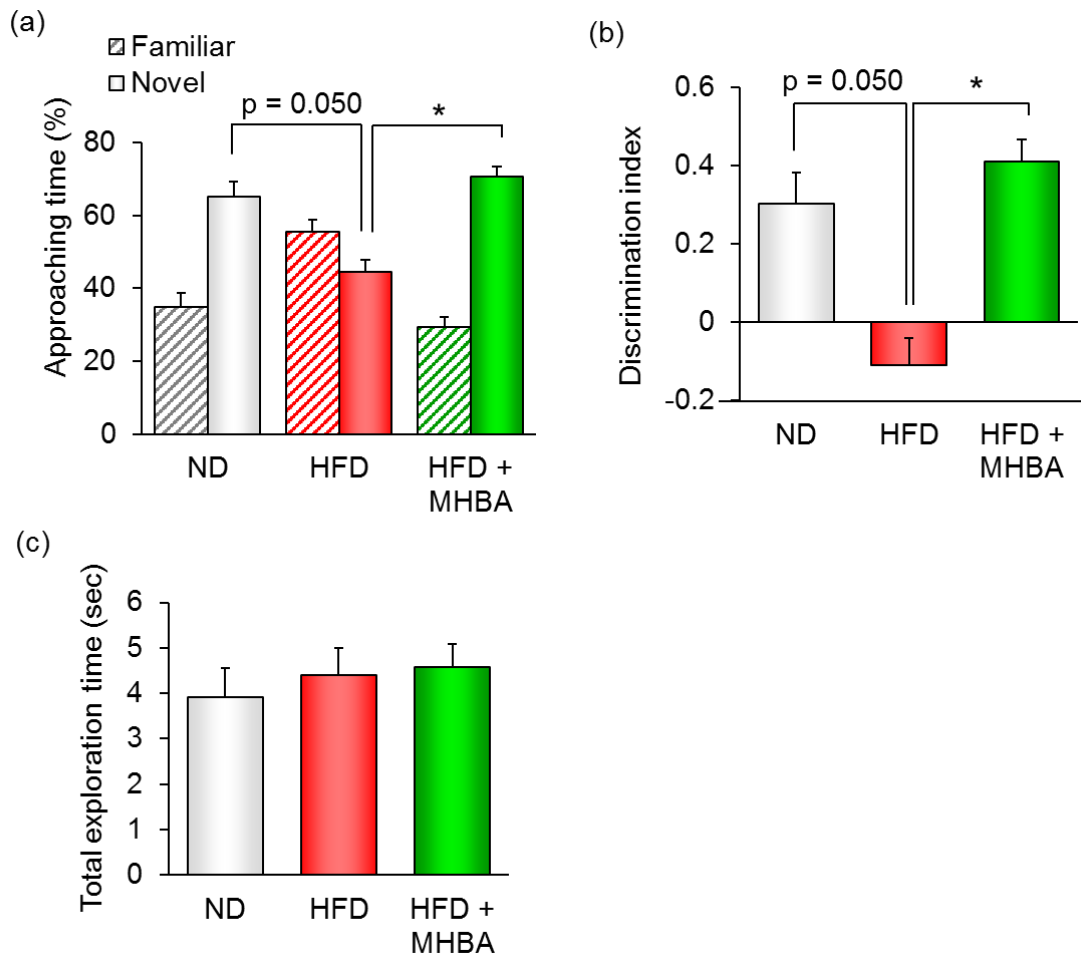 (a)
Familiar
Novel
p = 0.050
*
Approaching time (%)
80
60
40
20
0
ND
HFD
HFD +
MHBA
(b)
p = 0.050
*
Discrimination index
0.6
0.4
0.2
0
-0.2
ND
HFD
HFD +
MHBA
(c)
Total exploration time (sec)
6
5
4
3
2
1
0
ND
HFD
HFD +
MHBA